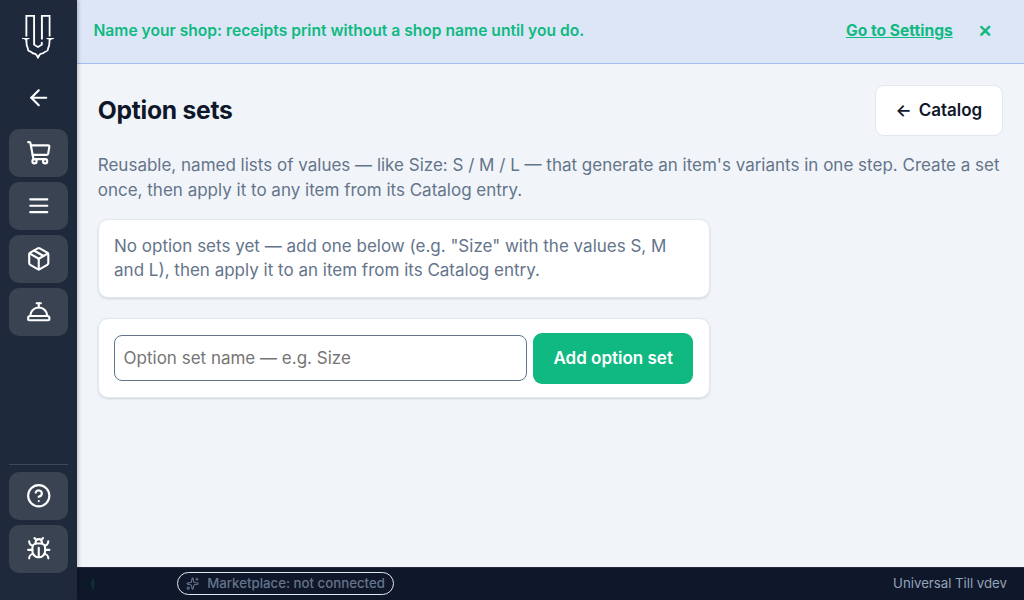 Name your shop: receipts print without a shop name until you do.
Go to Settings ✕
Option sets
← Catalog
Reusable, named lists of values — like Size: S / M / L — that generate an item's variants in one step. Create a set
once, then apply it to any item from its Catalog entry.
No option sets yet — add one below (e.g. "Size" with the values S, M
and L), then apply it to an item from its Catalog entry.
Option set name — e.g. Size
Add option set
Marketplace: not connected
Universal Till vdev